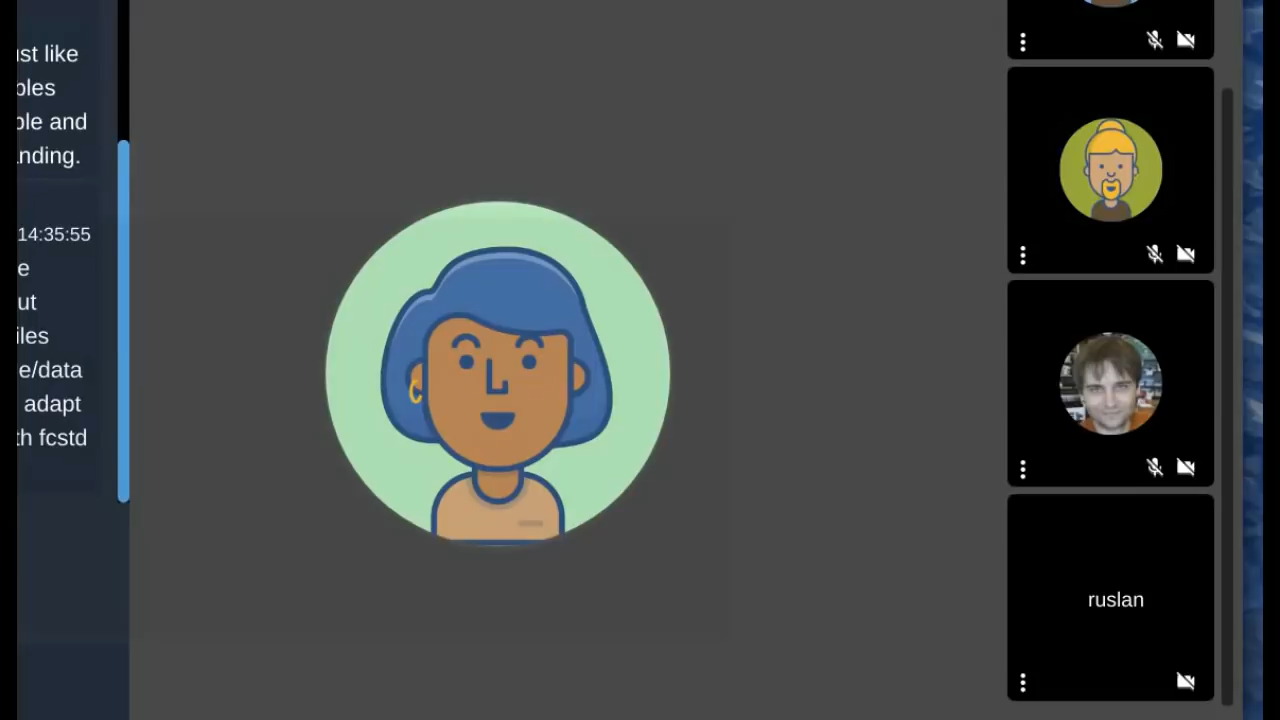 ust like
ples
ple and
nding.
14:35:55
e
ut
iles
e/data
adapt
th fcstd
ruslan